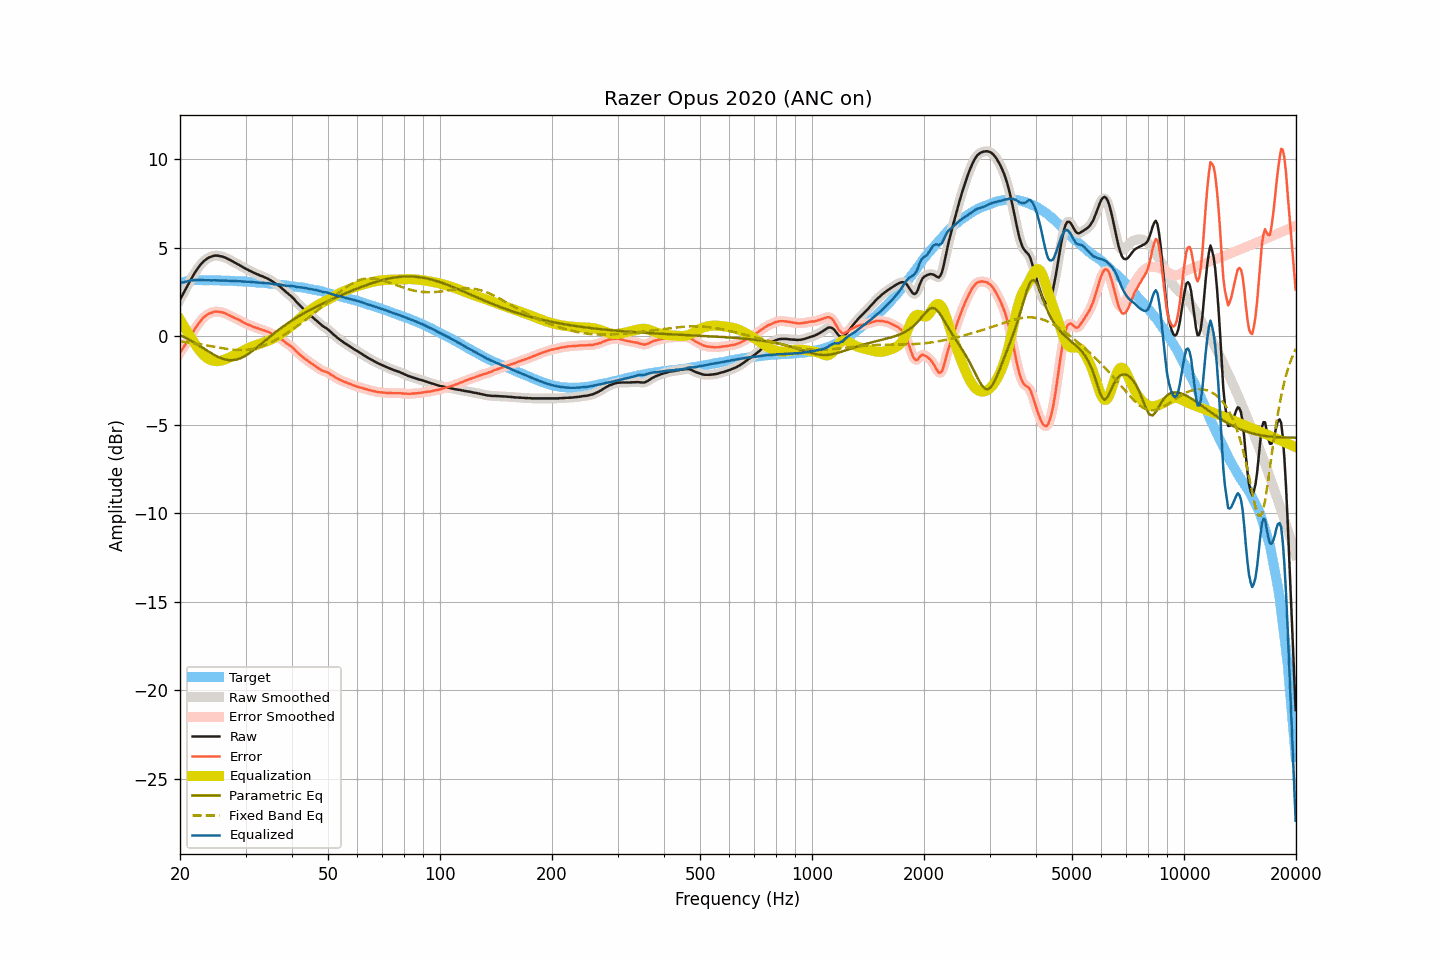 Razer Opus 2020 (ANC on)
10
5
0
−5
−10
−15
−20
−25
Amplitude (dBr)
Target
Raw Smoothed
Error Smoothed
Raw
Error
Equalization
Parametric Eq
Fixed Band Eq
Equalized
20 50 100 200 500 1000 2000 5000 10000 20000
Frequency (Hz)